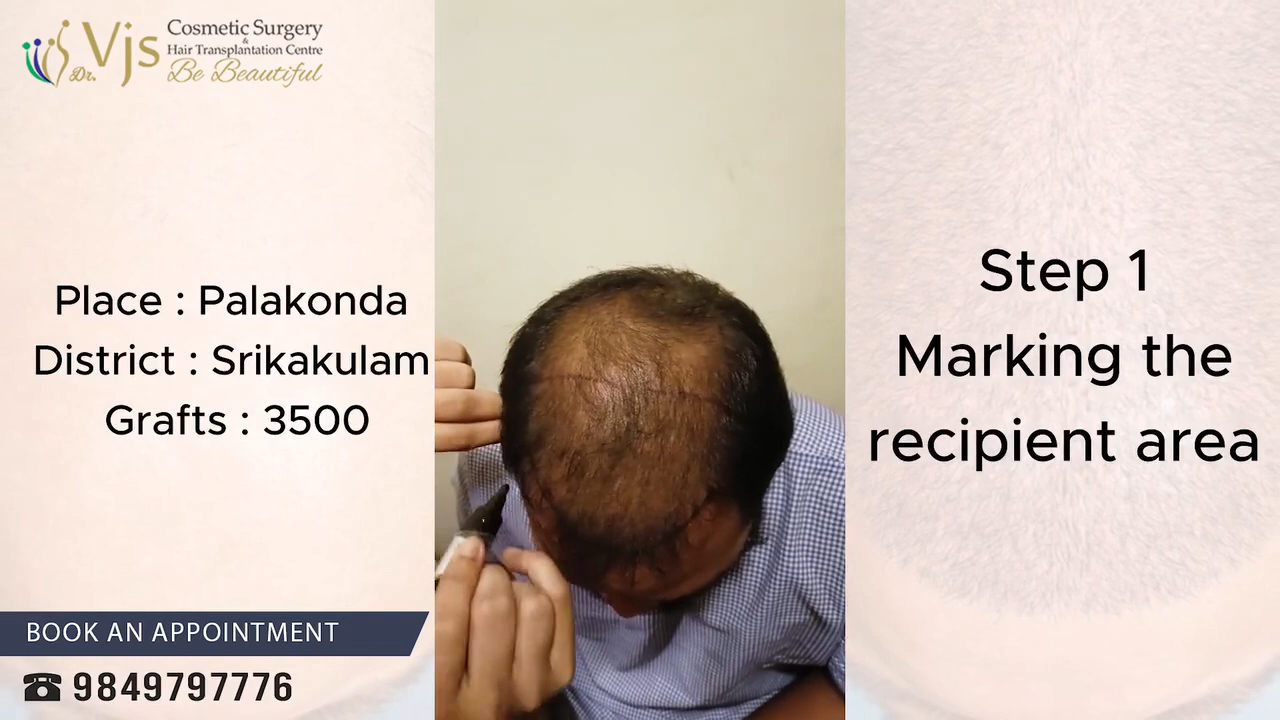 Dr. Vjs
Cosmetic Surgery
&
Hair Transplantation Centre
Be Beautiful
Place : Palakonda
District : Srikakulam
Grafts : 3500
BOOK AN APPOINTMENT
9849797776
Step 1
Marking the
recipient area